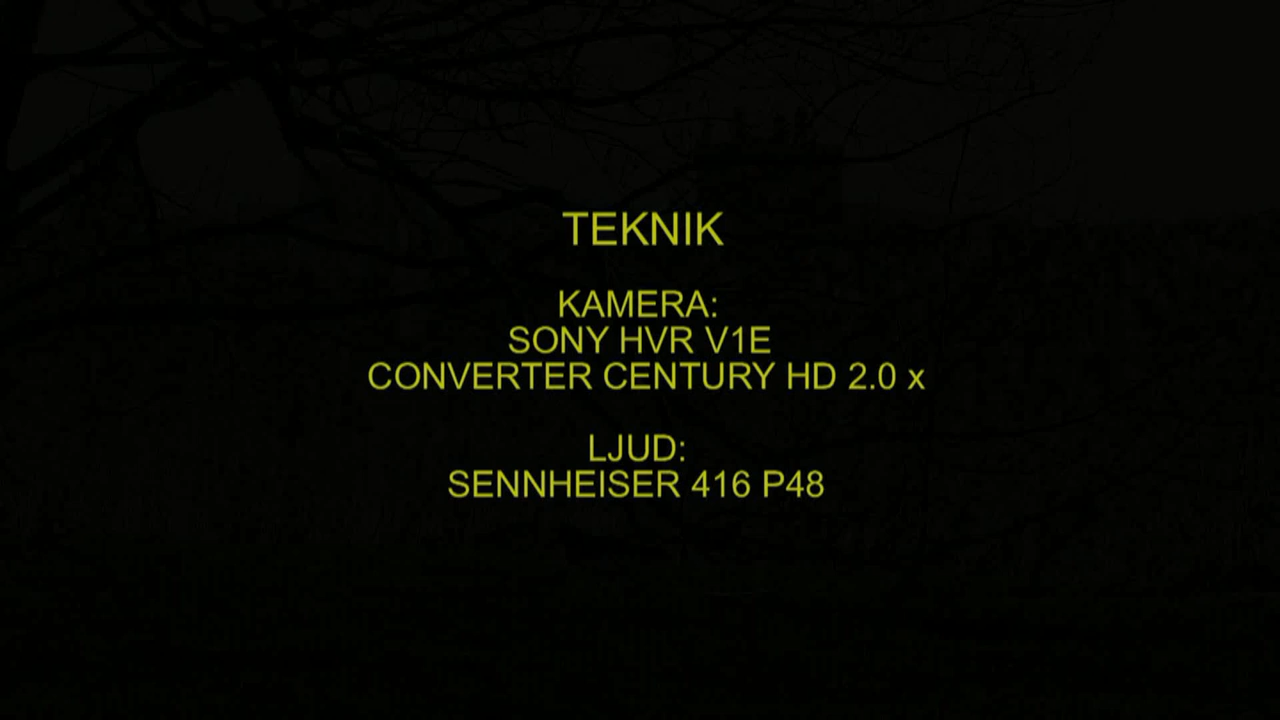 TEKNIK
KAMERA:
SONY HVR V1E
CONVERTER CENTURY HD 2.0 x
LJUD:
SENNHEISER 416 P48